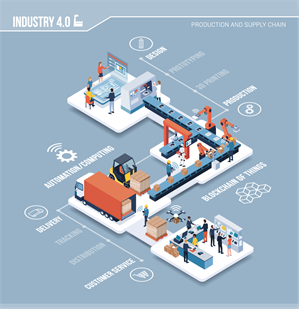 INDUSTRY 4.0
PRODUCTION AND SUPPLY CHAIN
DESIGN
PROTOTYPING
3D PRINTING
PRODUCTION
AUTOMATION/COMPUTING
BLOCKCHAIN OF THINGS
DELIVERY
TRACKING
DISTRIBUTION
CUSTOMER SERVICE